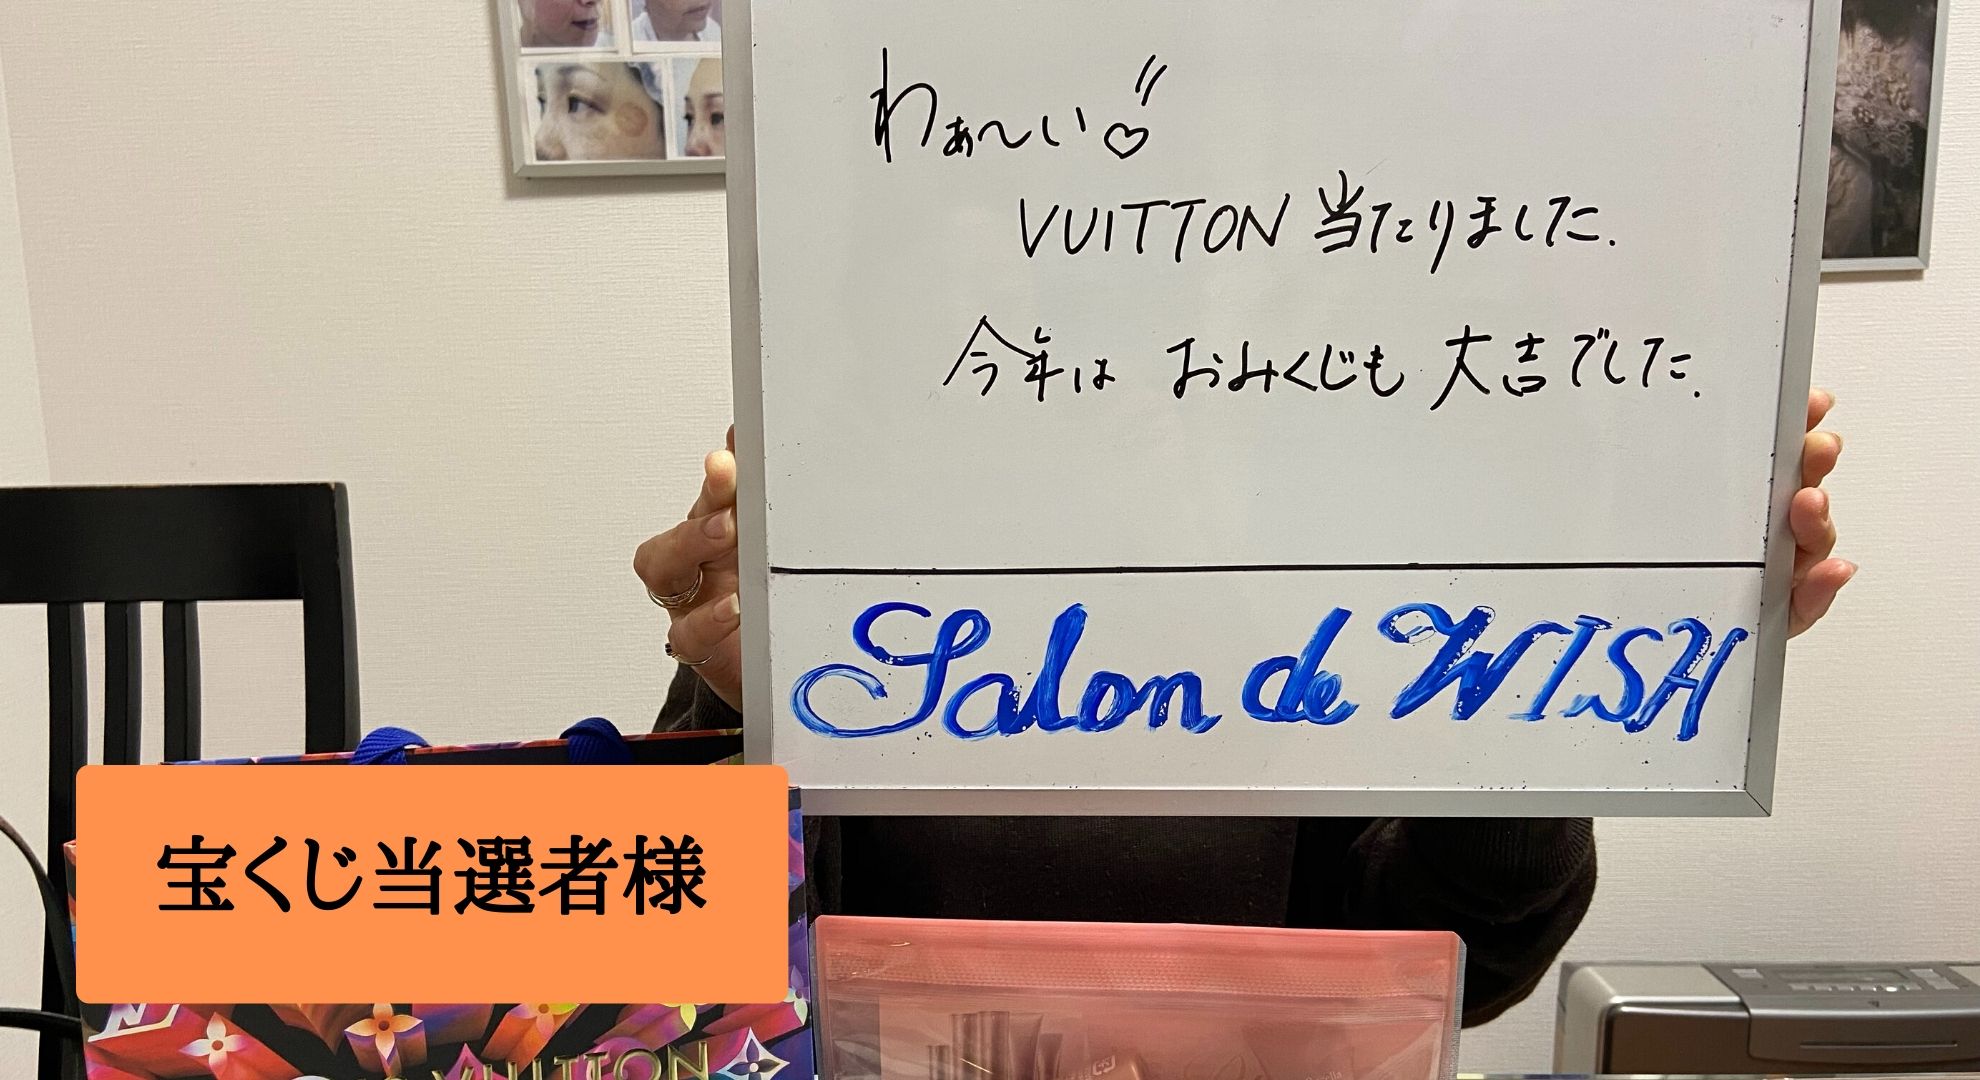 わぁ〜い♡
VUITTON 当たりました.
今年は おみくじも 大吉でした.
Salon de WISH
宝くじ当選者様
VUITTON